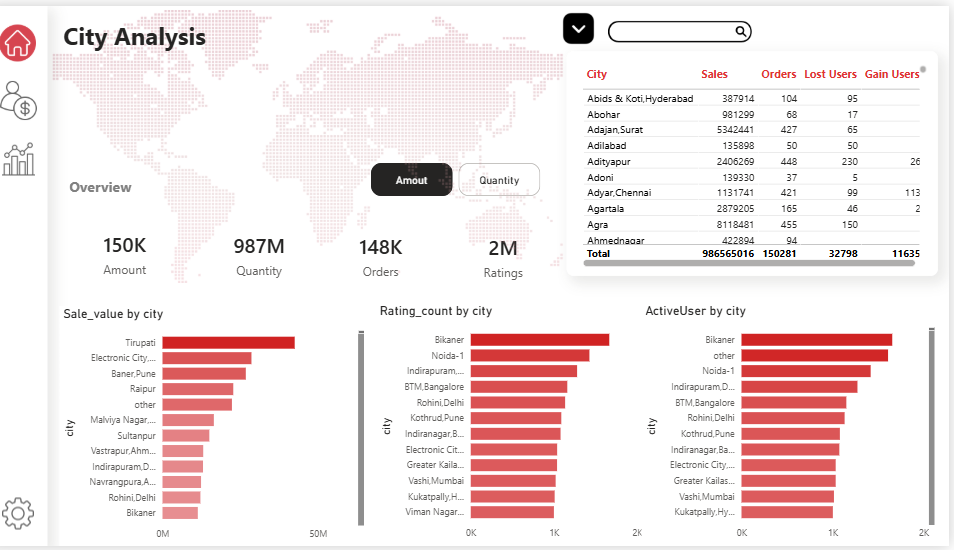 City Analysis
City Sales Orders Lost Users Gain Users
Abids & Koti,Hyderabad 387914 104 95
Abohar 981299 68 17
Adajan,Surat 5342441 427 65
Adilabad 135898 50 50
Adityapur 2406269 448 230 26
Adoni 139330 37 5
Adyar,Chennai 1131741 421 99 113
Agartala 2879205 165 46 2
Agra 8118481 455 150
Ahmednagar 422894 94
Total 986565016 150281 32798 11635
Overview
Amout Quantity
150K 987M 148K 2M
Amount Quantity Orders Ratings
Sale_value by city
city
Tirupati
Electronic City,...
Baner,Pune
Raipur
other
Malviya Nagar,...
Sultanpur
Vastrapur,Ahm...
Indirapuram,D...
Navrangpura,A...
Rohini,Delhi
Bikaner
0M 50M
Rating_count by city
city
Bikaner
Noida-1
Indirapuram,...
BTM,Bangalore
Rohini,Delhi
Kothrud,Pune
Indiranagar,B...
Electronic Cit...
Greater Kaila...
Vashi,Mumbai
Kukatpally,H...
Viman Nagar...
0K 1K 2K
ActiveUser by city
city
Bikaner
other
Noida-1
Indirapuram,D...
BTM,Bangalore
Rohini,Delhi
Kothrud,Pune
Indiranagar,Ba...
Electronic City,...
Greater Kailas...
Vashi,Mumbai
Kukatpally,Hy...
0K 1K 2K